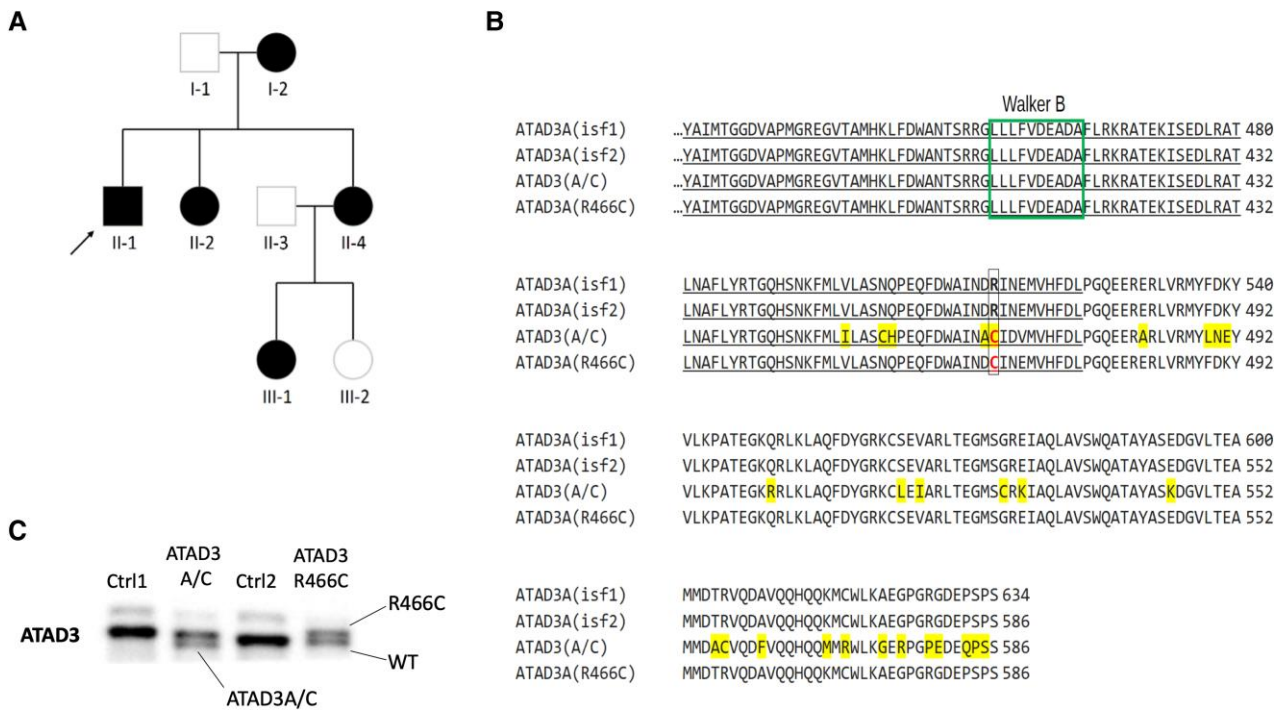 A
I-1
I-2
II-1
II-2
II-3
II-4
III-1
III-2
B
Walker B
ATAD3A(isf1) …YAIMTGGDVAPMGREGVTAMHKLFDWANTSRRGLLLFVDEADAFLRKRATEKISEDLRAT 480
ATAD3A(isf2) …YAIMTGGDVAPMGREGVTAMHKLFDWANTSRRGLLLFVDEADAFLRKRATEKISEDLRAT 432
ATAD3(A/C) …YAIMTGGDVAPMGREGVTAMHKLFDWANTSRRGLLLFVDEADAFLRKRATEKISEDLRAT 432
ATAD3A(R466C) …YAIMTGGDVAPMGREGVTAMHKLFDWANTSRRGLLLFVDEADAFLRKRATEKISEDLRAT 432
ATAD3A(isf1) LNAFLYRTGQHSNKFMLVLASNQPEQFDWAINDRINEMVHFDLPGQEERERLVRMYFDKY 540
ATAD3A(isf2) LNAFLYRTGQHSNKFMLVLASNQPEQFDWAINDRINEMVHFDLPGQEERERLVRMYFDKY 492
ATAD3(A/C) LNAFLYRTGQHSNKFMLILASCHPEQFDWAINACIDVMVHFDLPGQEERARLVRMYLNEY 492
ATAD3A(R466C) LNAFLYRTGQHSNKFMLVLASNQPEQFDWAINDCINEMVHFDLPGQEERERLVRMYFDKY 492
ATAD3A(isf1) VLKPATEGKQRLKLAQFDYGRKCSEVARLTEGMSGREIAQLAVSWQATAYASEDGVLTEA 600
ATAD3A(isf2) VLKPATEGKQRLKLAQFDYGRKCSEVARLTEGMSGREIAQLAVSWQATAYASEDGVLTEA 552
ATAD3(A/C) VLKPATEGKRRLKLAQFDYGRKCLEIARLTEGMSCRKIAQLAVSWQATAYASKDGVLTEA 552
ATAD3A(R466C) VLKPATEGKQRLKLAQFDYGRKCSEVARLTEGMSGREIAQLAVSWQATAYASEDGVLTEA 552
ATAD3A(isf1) MMDTRVQDAVQQHQQKMCWLKAEGPGRGDEPSPS 634
ATAD3A(isf2) MMDTRVQDAVQQHQQKMCWLKAEGPGRGDEPSPS 586
ATAD3(A/C) MMDACVQDFVQQHQQMMRWLKGERPGPEDEQPSS 586
ATAD3A(R466C) MMDTRVQDAVQQHQQKMCWLKAEGPGRGDEPSPS 586
C
Ctrl1
ATAD3
A/C
Ctrl2
ATAD3
R466C
R466C
ATAD3
WT
ATAD3A/C